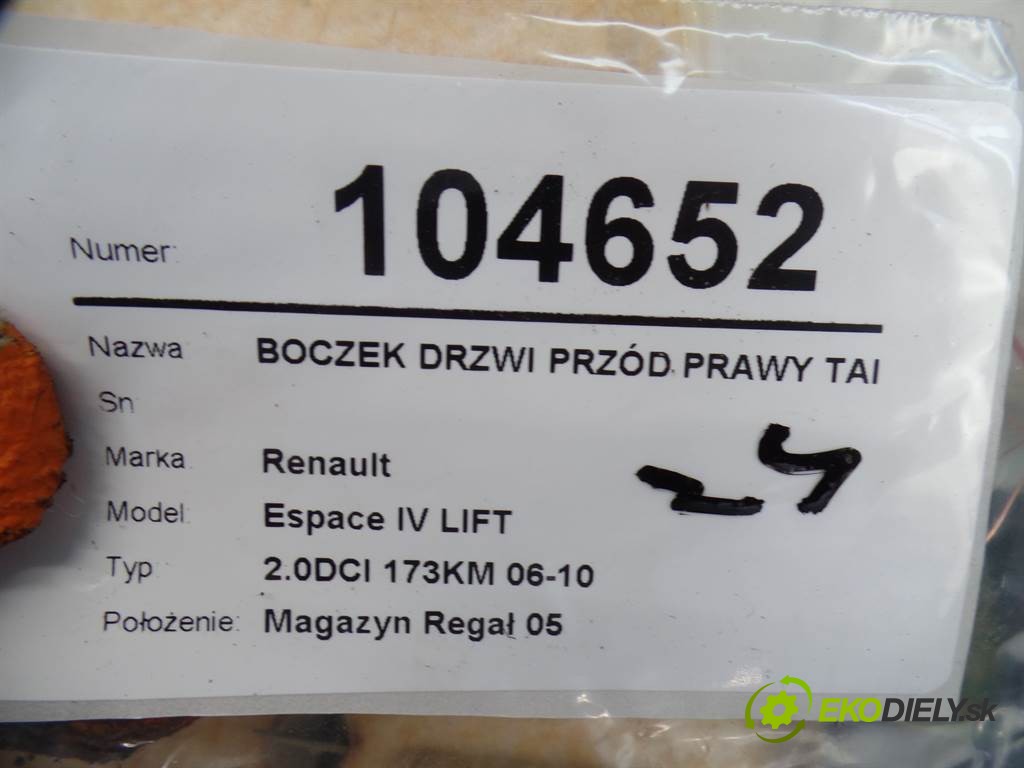 Numer: 104652
Nazwa BOCZEK DRZWI PRZÓD PRAWY TAI
Sn
Marka Renault
Model: Espace IV LIFT
Typ 2.0DCI 173KM 06-10
Położenie: Magazyn Regał 05
EKODIELY.sk